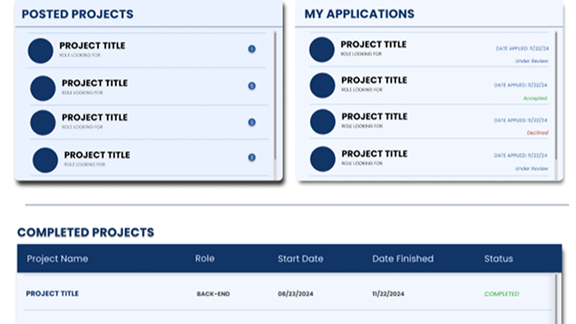 POSTED PROJECTS
PROJECT TITLE
ROLE LOOKING FOR
PROJECT TITLE
ROLE LOOKING FOR
PROJECT TITLE
ROLE LOOKING FOR
PROJECT TITLE
ROLE LOOKING FOR
MY APPLICATIONS
PROJECT TITLE
ROLE LOOKING FOR
DATE APPLIED: 11/22/24
Under Review
PROJECT TITLE
ROLE LOOKING FOR
DATE APPLIED: 11/22/24
Accepted
PROJECT TITLE
ROLE LOOKING FOR
DATE APPLIED: 11/22/24
Declined
PROJECT TITLE
ROLE LOOKING FOR
DATE APPLIED: 11/22/24
Under Review
COMPLETED PROJECTS
Project Name Role Start Date Date Finished Status
PROJECT TITLE BACK-END 08/23/2024 11/22/2024 COMPLETED